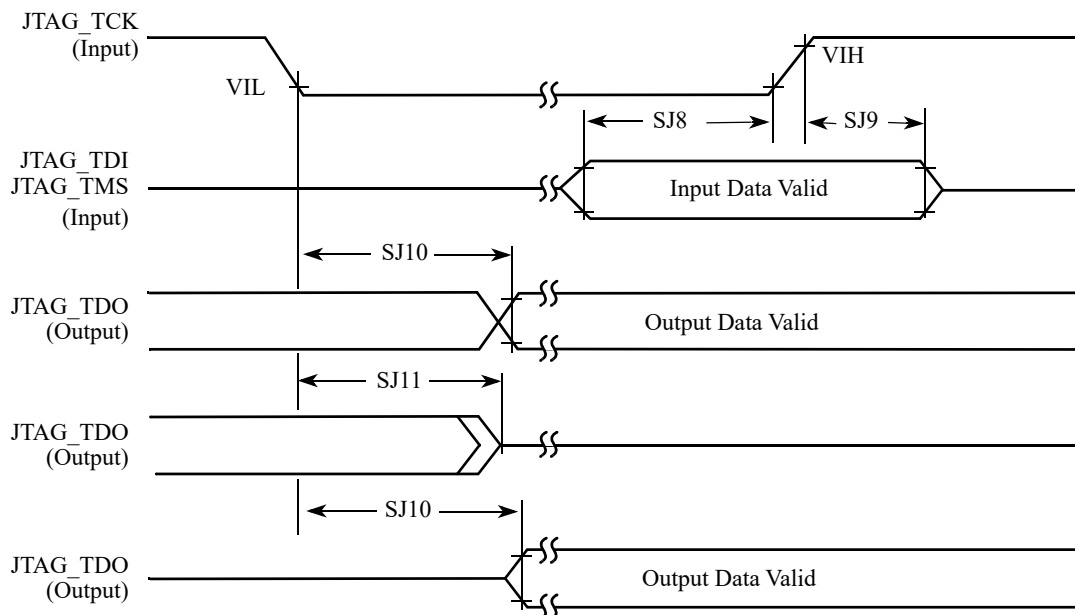 JTAG_TCK
(Input)
VIH
VIL
SJ8
SJ9
JTAG_TDI
JTAG_TMS
(Input)
Input Data Valid
SJ10
JTAG_TDO
(Output)
Output Data Valid
SJ11
JTAG_TDO
(Output)
SJ10
JTAG_TDO
(Output)
Output Data Valid